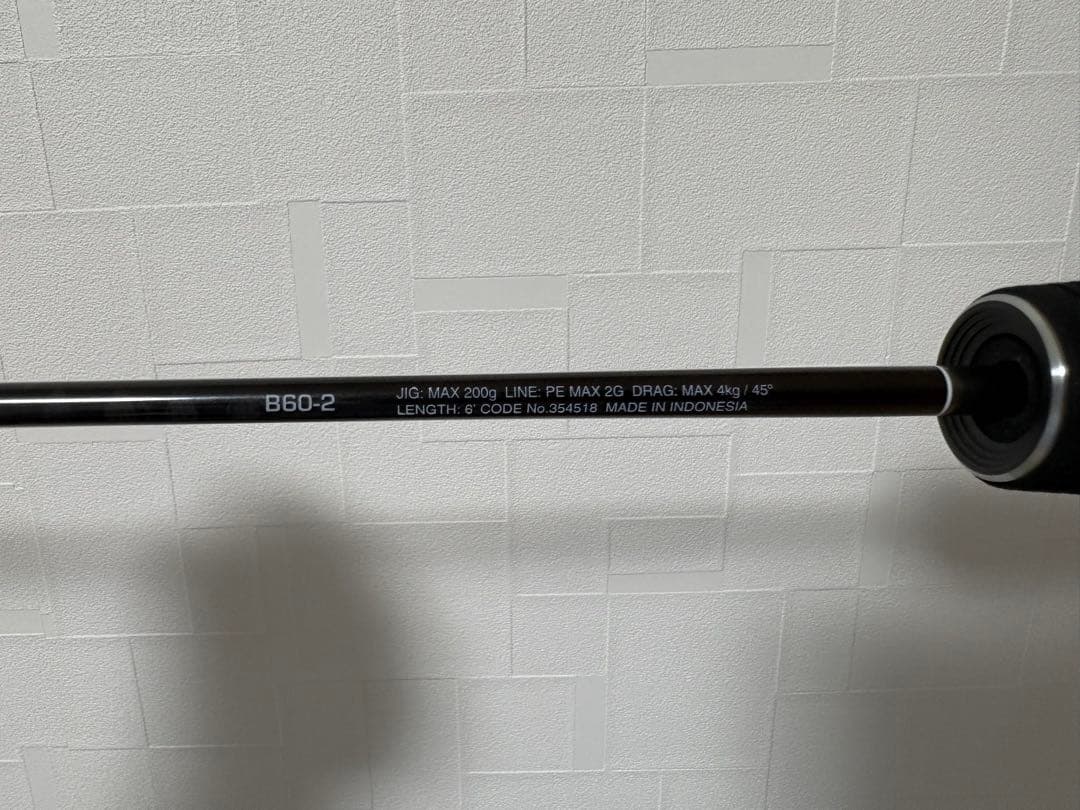 B60-2
JIG: MAX 200g LINE: PE MAX 2G DRAG: MAX 4kg / 45°
LENGTH: 6' CODE No.354518 MADE IN INDONESIA